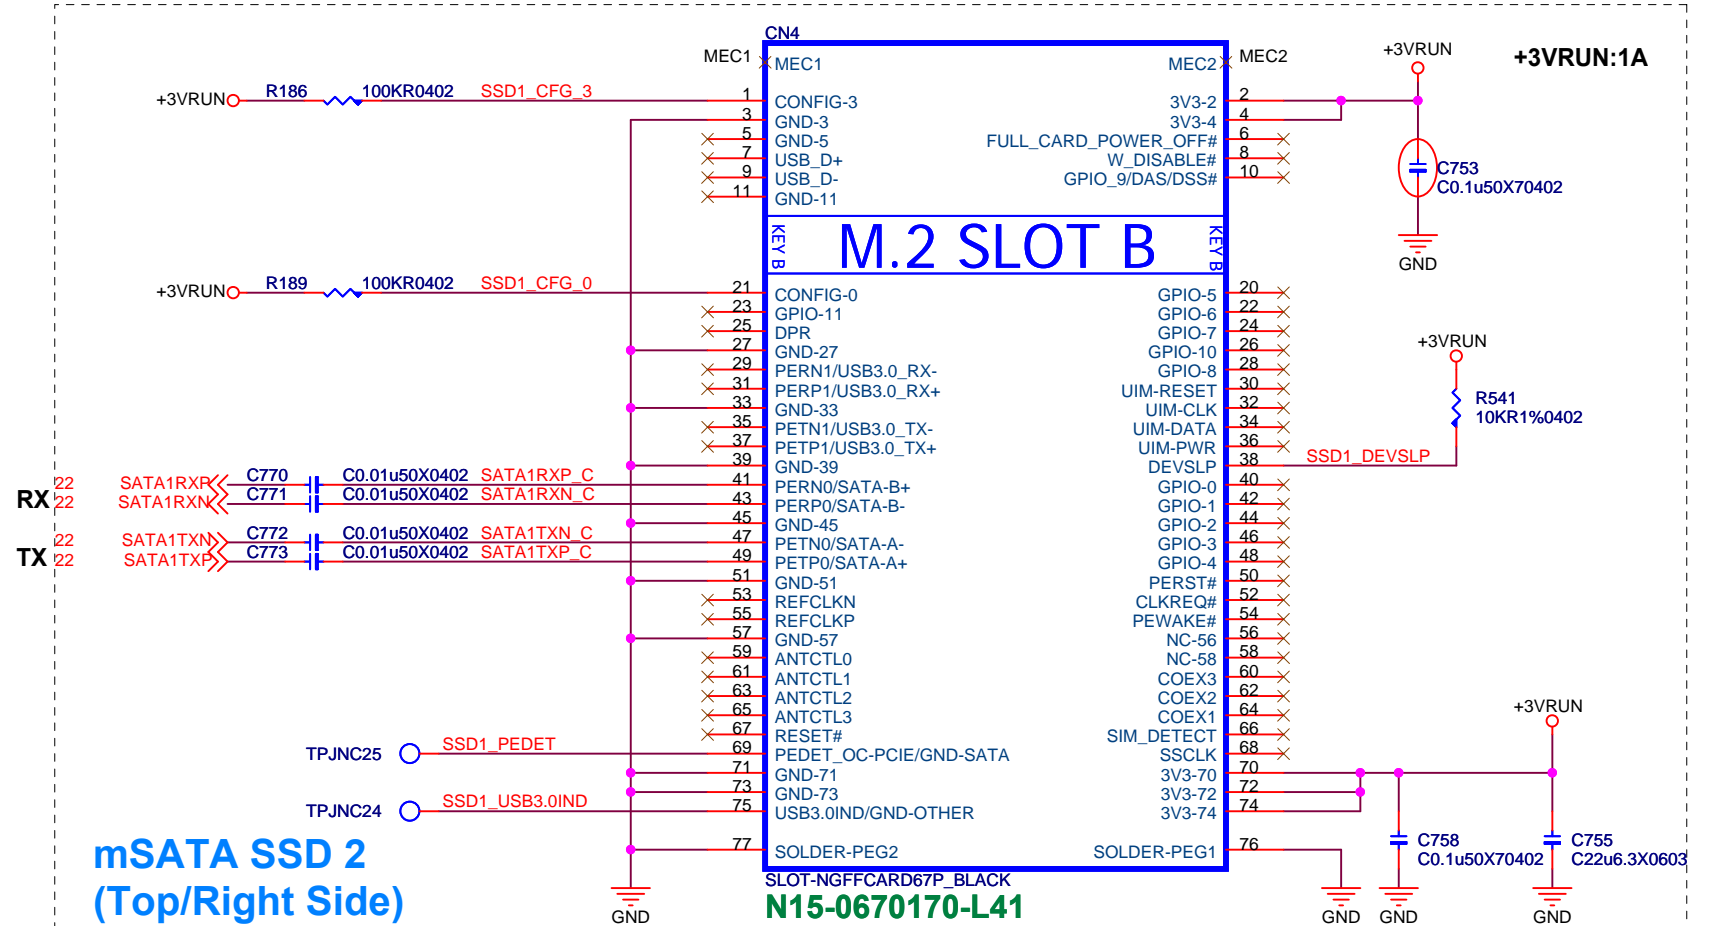 CN4
MEC1 MEC1 MEC2 MEC2
+3VRUN
+3VRUN:1A
+3VRUN R186 100KR0402 SSD1_CFG_3 1 CONFIG-3 3V3-2 2
3 GND-3 3V3-4 4
5 GND-5 FULL_CARD_POWER_OFF# 6
7 USB_D+ W_DISABLE# 8
9 USB_D- GPIO_9/DAS/DSS# 10
11 GND-11
C753
C0.1u50X70402
GND
KEY B M.2 SLOT B KEY B
+3VRUN R189 100KR0402 SSD1_CFG_0 21 CONFIG-0 GPIO-5 20
23 GPIO-11 GPIO-6 22
25 DPR GPIO-7 24
27 GND-27 GPIO-10 26
29 PERN1/USB3.0_RX- GPIO-8 28
31 PERP1/USB3.0_RX+ UIM-RESET 30
33 GND-33 UIM-CLK 32
35 PETN1/USB3.0_TX- UIM-DATA 34
37 PETP1/USB3.0_TX+ UIM-PWR 36
+3VRUN
R541
10KR1%0402
39 GND-39 DEVSLP 38 SSD1_DEVSLP
RX
22 SATA1RXP C770 C0.01u50X0402 SATA1RXP_C 41 PERN0/SATA-B+ GPIO-0 40
22 SATA1RXN C771 C0.01u50X0402 SATA1RXN_C 43 PERP0/SATA-B- GPIO-1 42
45 GND-45 GPIO-2 44
TX
22 SATA1TXN C772 C0.01u50X0402 SATA1TXN_C 47 PETN0/SATA-A- GPIO-3 46
22 SATA1TXP C773 C0.01u50X0402 SATA1TXP_C 49 PETP0/SATA-A+ GPIO-4 48
51 GND-51 PERST# 50
53 REFCLKN CLKREQ# 52
55 REFCLKP PEWAKE# 54
57 GND-57 NC-56 56
59 ANTCTL0 NC-58 58
61 ANTCTL1 COEX3 60
63 ANTCTL2 COEX2 62
65 ANTCTL3 COEX1 64
67 RESET# SIM_DETECT 66
TPJNC25 SSD1_PEDET 69 PEDET_OC-PCIE/GND-SATA SSCLK 68
71 GND-71 3V3-70 70
73 GND-73 3V3-72 72
TPJNC24 SSD1_USB3.0IND 75 USB3.0IND/GND-OTHER 3V3-74 74
77 SOLDER-PEG2 SOLDER-PEG1 76
+3VRUN
C758
C0.1u50X70402
C755
C22u6.3X0603
GND GND GND GND
SLOT-NGFFCARD67P_BLACK
N15-0670170-L41
mSATA SSD 2
(Top/Right Side)